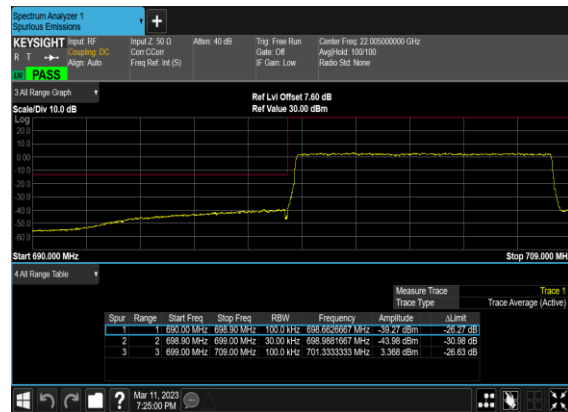 Spectrum Analyzer 1
Spurious Emissions
KEYSIGHT Input: RF Input Z: 50 Ω Atten: 40 dB Trig: Free Run Center Freq: 22.005000000 GHz
R T Coupling: DC Corr CCorr Gate: Off Avg|Hold: 100/100
Align: Auto Freq Ref: Int (S) IF Gain: Low Radio Std: None
PASS
3 All Range Graph
Ref Lvl Offset 7.60 dB
Scale/Div 10.0 dB Ref Value 30.00 dBm
Log
20.0
10.0
0.00
-10.0
-20.0
-30.0
-40.0
-50.0
-60.0
Start 690.000 MHz Stop 709.000 MH
4 All Range Table
Measure Trace Trace 1
Trace Type Trace Average (Active)
Spur Range Start Freq Stop Freq RBW Frequency Amplitude ΔLimit
1 1 690.00 MHz 698.90 MHz 100.0 kHz 698.6626667 MHz -39.27 dBm -26.27 dB
2 2 698.90 MHz 699.00 MHz 30.00 kHz 698.9881667 MHz -43.98 dBm -30.98 dB
3 3 699.00 MHz 709.00 MHz 100.0 kHz 701.3333333 MHz 3.368 dBm -26.63 dB
? Mar 11, 2023
7:25:00 PM